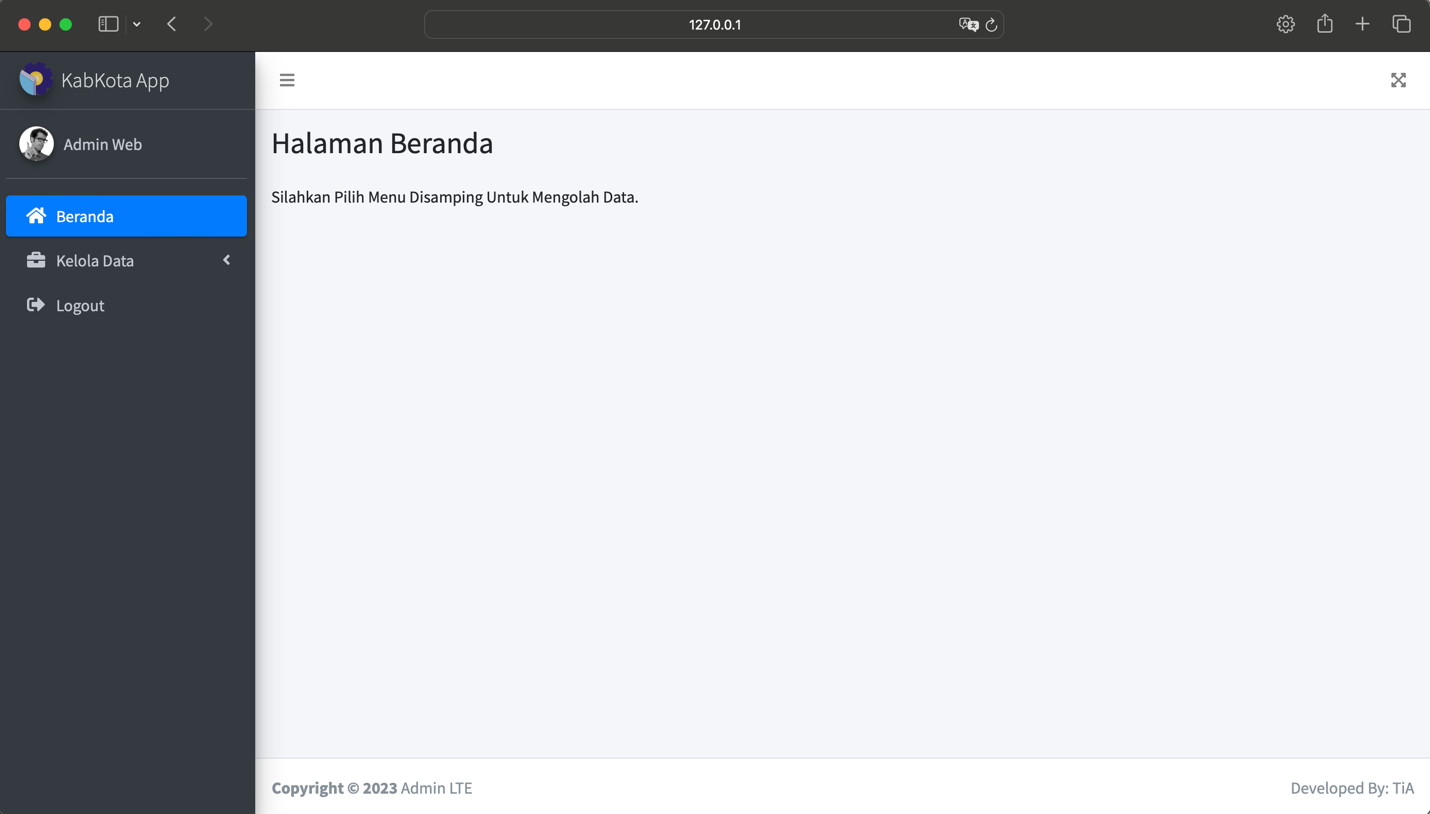 127.0.0.1
KabKota App
Admin Web
Beranda
Kelola Data
Logout
Halaman Beranda
Silahkan Pilih Menu Disamping Untuk Mengolah Data.
Copyright © 2023 Admin LTE
Developed By: TiA